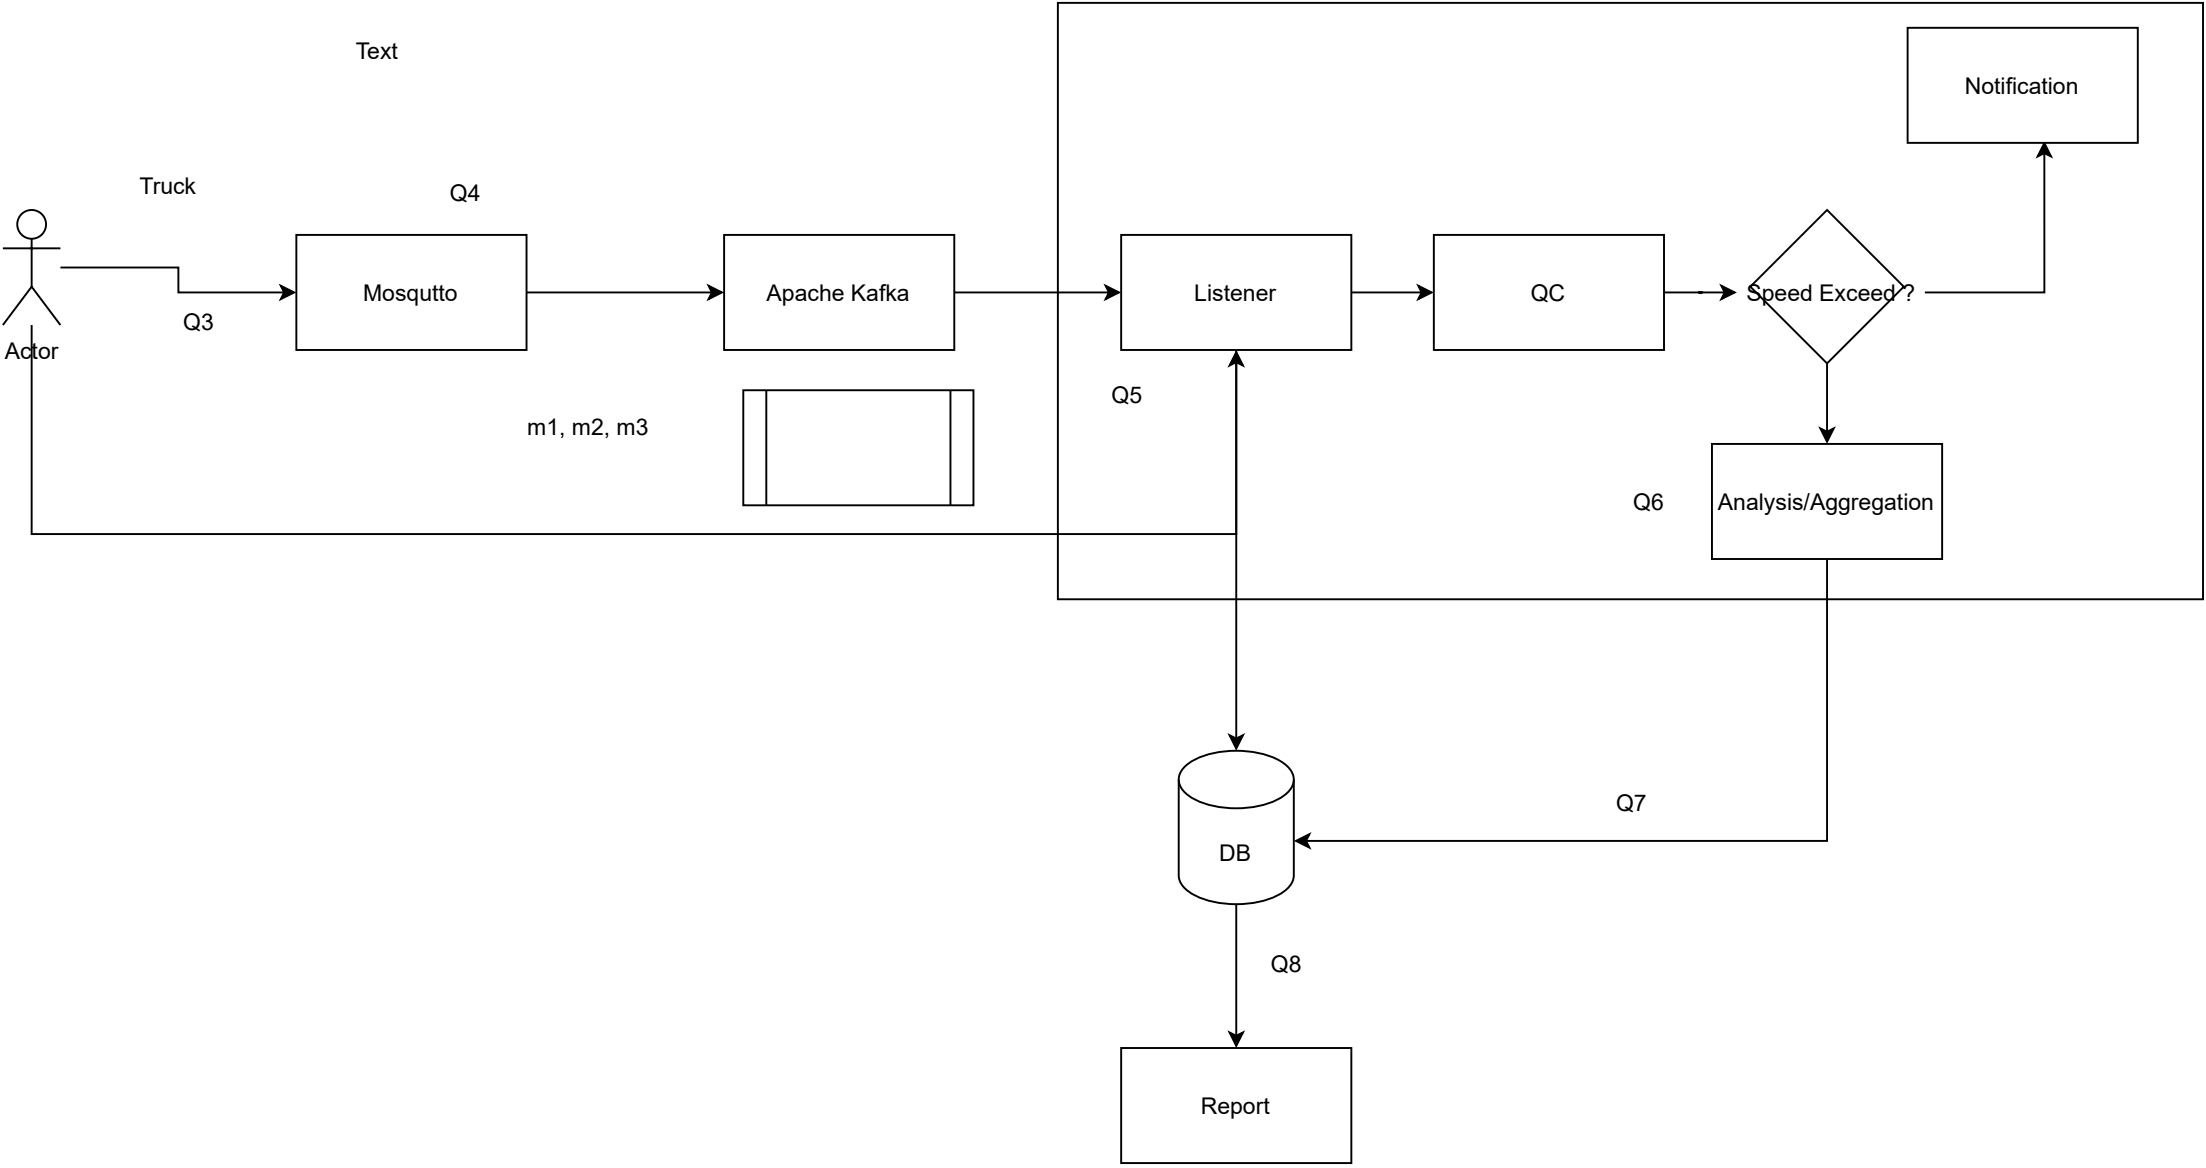 Text
Notification
Truck
Q4
Mosqutto
Apache Kafka
Listener
QC
Speed Exceed ?
Q3
Actor
Q5
m1, m2, m3
Q6
Analysis/Aggregation
Q7
DB
Q8
Report